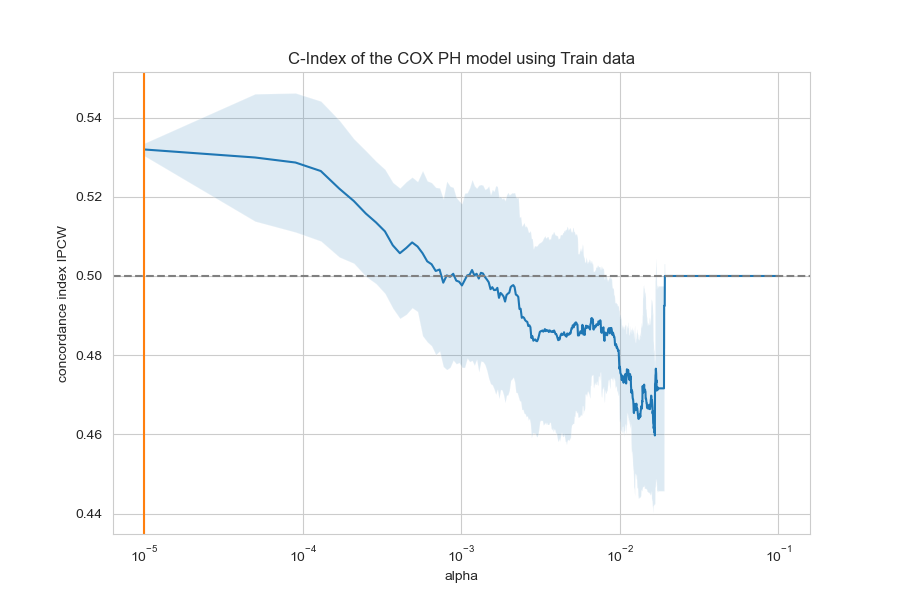 C-Index of the COX PH model using Train data
concordance index IPCW
0.54
0.52
0.50
0.48
0.46
0.44
10⁻⁵ 10⁻⁴ 10⁻³ 10⁻² 10⁻¹
alpha